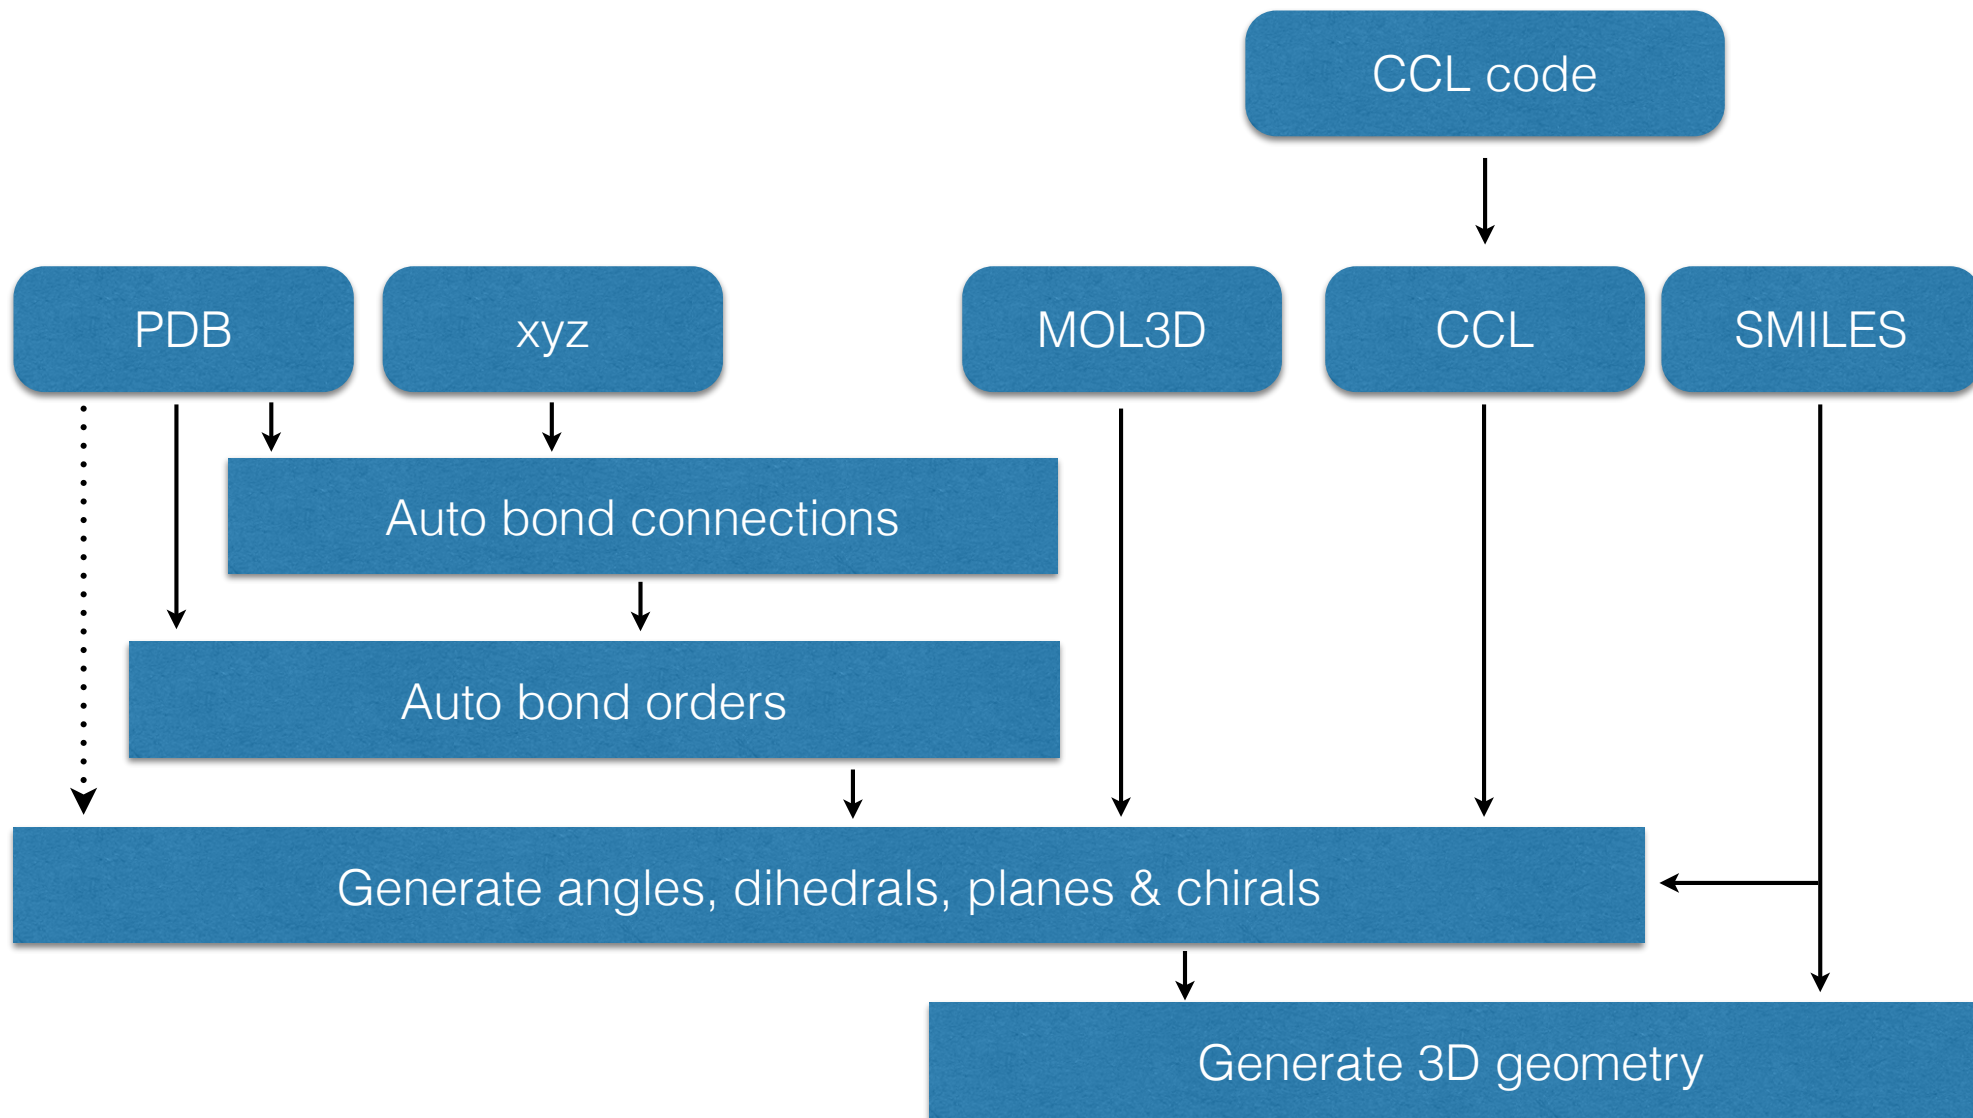 CCL code
PDB
xyz
MOL3D
CCL
SMILES
Auto bond connections
Auto bond orders
Generate angles, dihedrals, planes & chirals
Generate 3D geometry